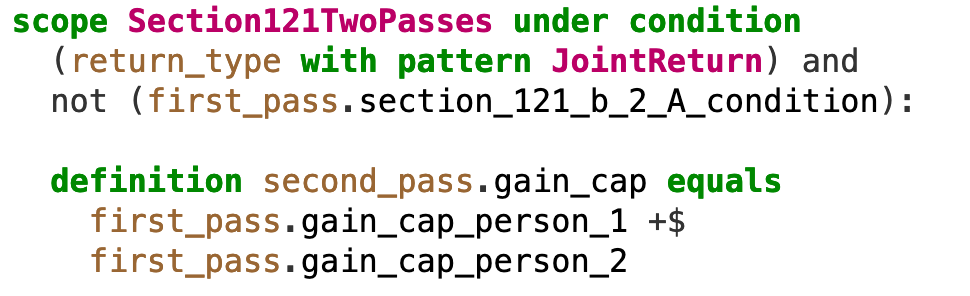 scope Section121TwoPasses under condition
(return_type with pattern JointReturn) and
not (first_pass.section_121_b_2_A_condition):
definition second_pass.gain_cap equals
first_pass.gain_cap_person_1 +$
first_pass.gain_cap_person_2